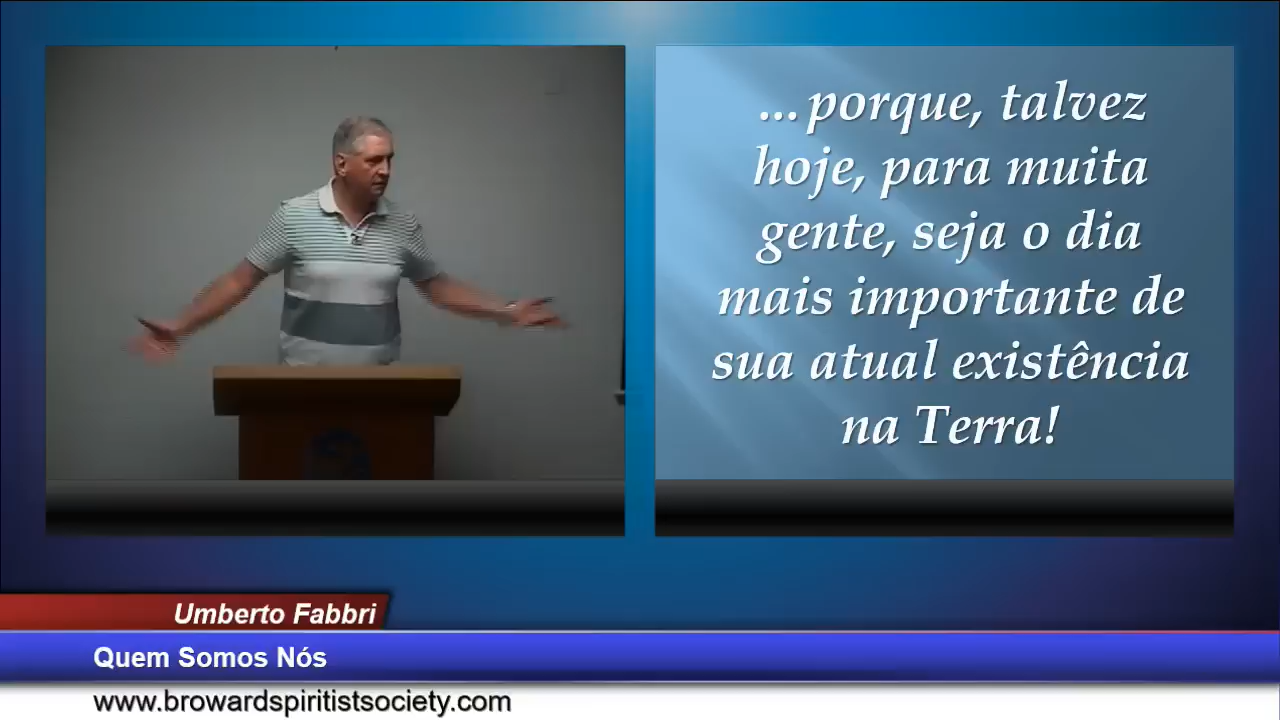 ...porque, talvez
hoje, para muita
gente, seja o dia
mais importante de
sua atual existência
na Terra!
Umberto Fabbri
Quem Somos Nós
www.browardspiritistsociety.com